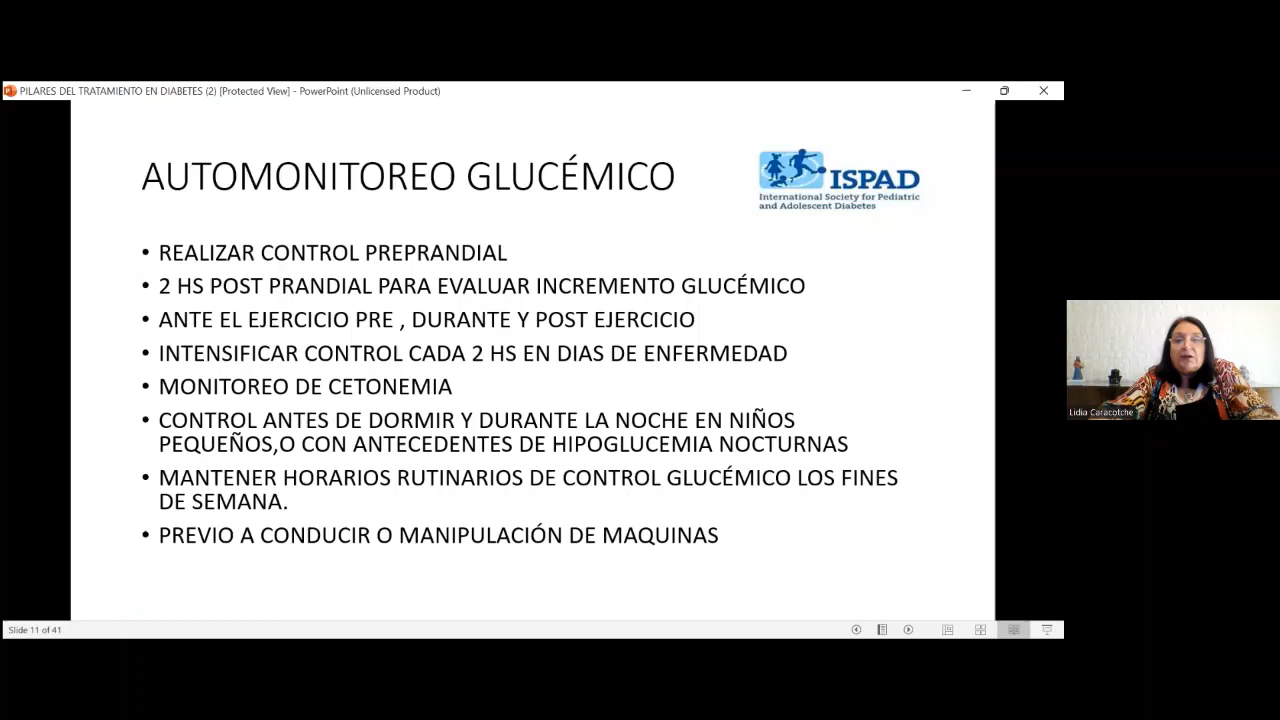 PILARES DEL TRATAMIENTO EN DIABETES (2) [Protected View] - PowerPoint (Unlicensed Product)
AUTOMONITOREO GLUCÉMICO
ISPAD
International Society for Pediatric
and Adolescent Diabetes
• REALIZAR CONTROL PREPRANDIAL
• 2 HS POST PRANDIAL PARA EVALUAR INCREMENTO GLUCÉMICO
• ANTE EL EJERCICIO PRE , DURANTE Y POST EJERCICIO
• INTENSIFICAR CONTROL CADA 2 HS EN DIAS DE ENFERMEDAD
• MONITOREO DE CETONEMIA
• CONTROL ANTES DE DORMIR Y DURANTE LA NOCHE EN NIÑOS
PEQUEÑOS,O CON ANTECEDENTES DE HIPOGLUCEMIA NOCTURNAS
• MANTENER HORARIOS RUTINARIOS DE CONTROL GLUCÉMICO LOS FINES
DE SEMANA.
• PREVIO A CONDUCIR O MANIPULACIÓN DE MAQUINAS
Lidia Caracotche
Slide 11 of 41